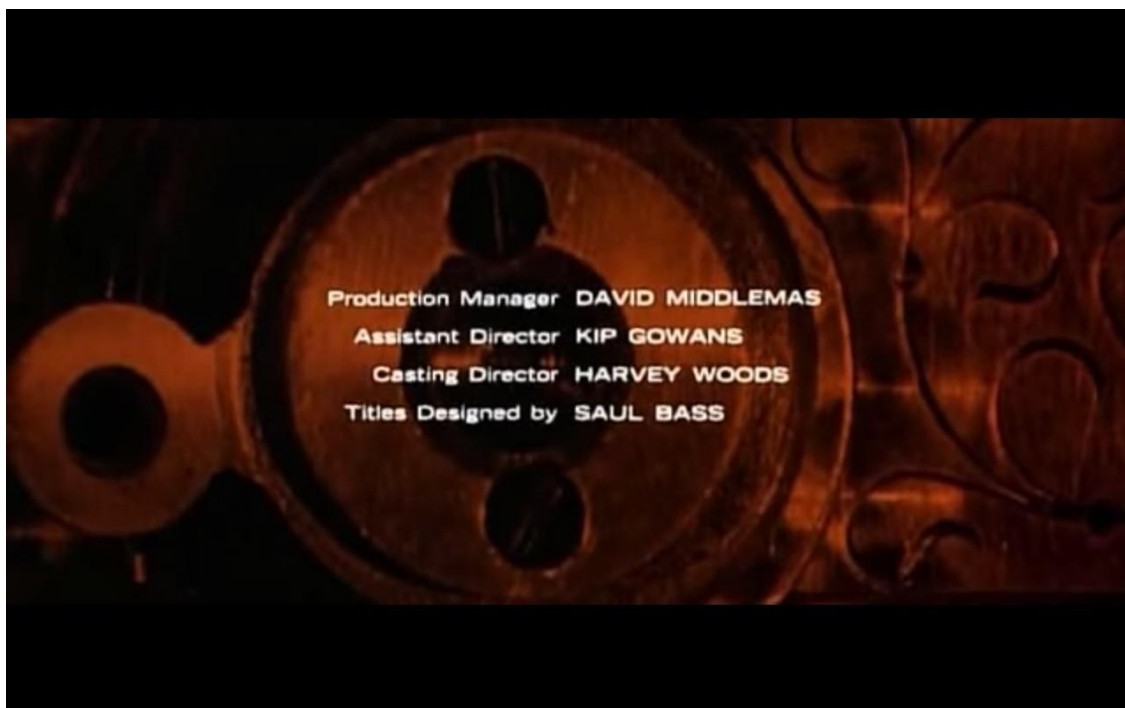 Production Manager DAVID MIDDLEMAS
Assistant Director KIP GOWANS
Casting Director HARVEY WOODS
Titles Designed by SAUL BASS